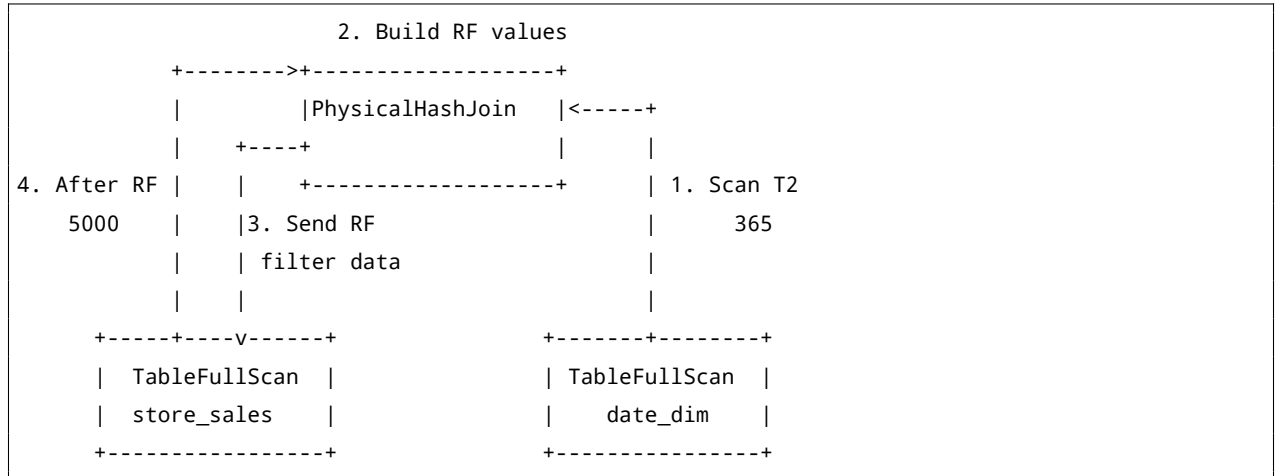 2. Build RF values
            +-------->+-------------------+
            |         |PhysicalHashJoin   |<-----+
            |    +----+                   |      |
4. After RF |    |    +-------------------+      | 1. Scan T2
    5000    |    |3. Send RF                     |      365
            |    | filter data                   |
            |    |                               |
      +-----+----v------+                +-------+--------+
      |  TableFullScan  |                | TableFullScan  |
      |  store_sales    |                |    date_dim    |
      +-----------------+                +----------------+